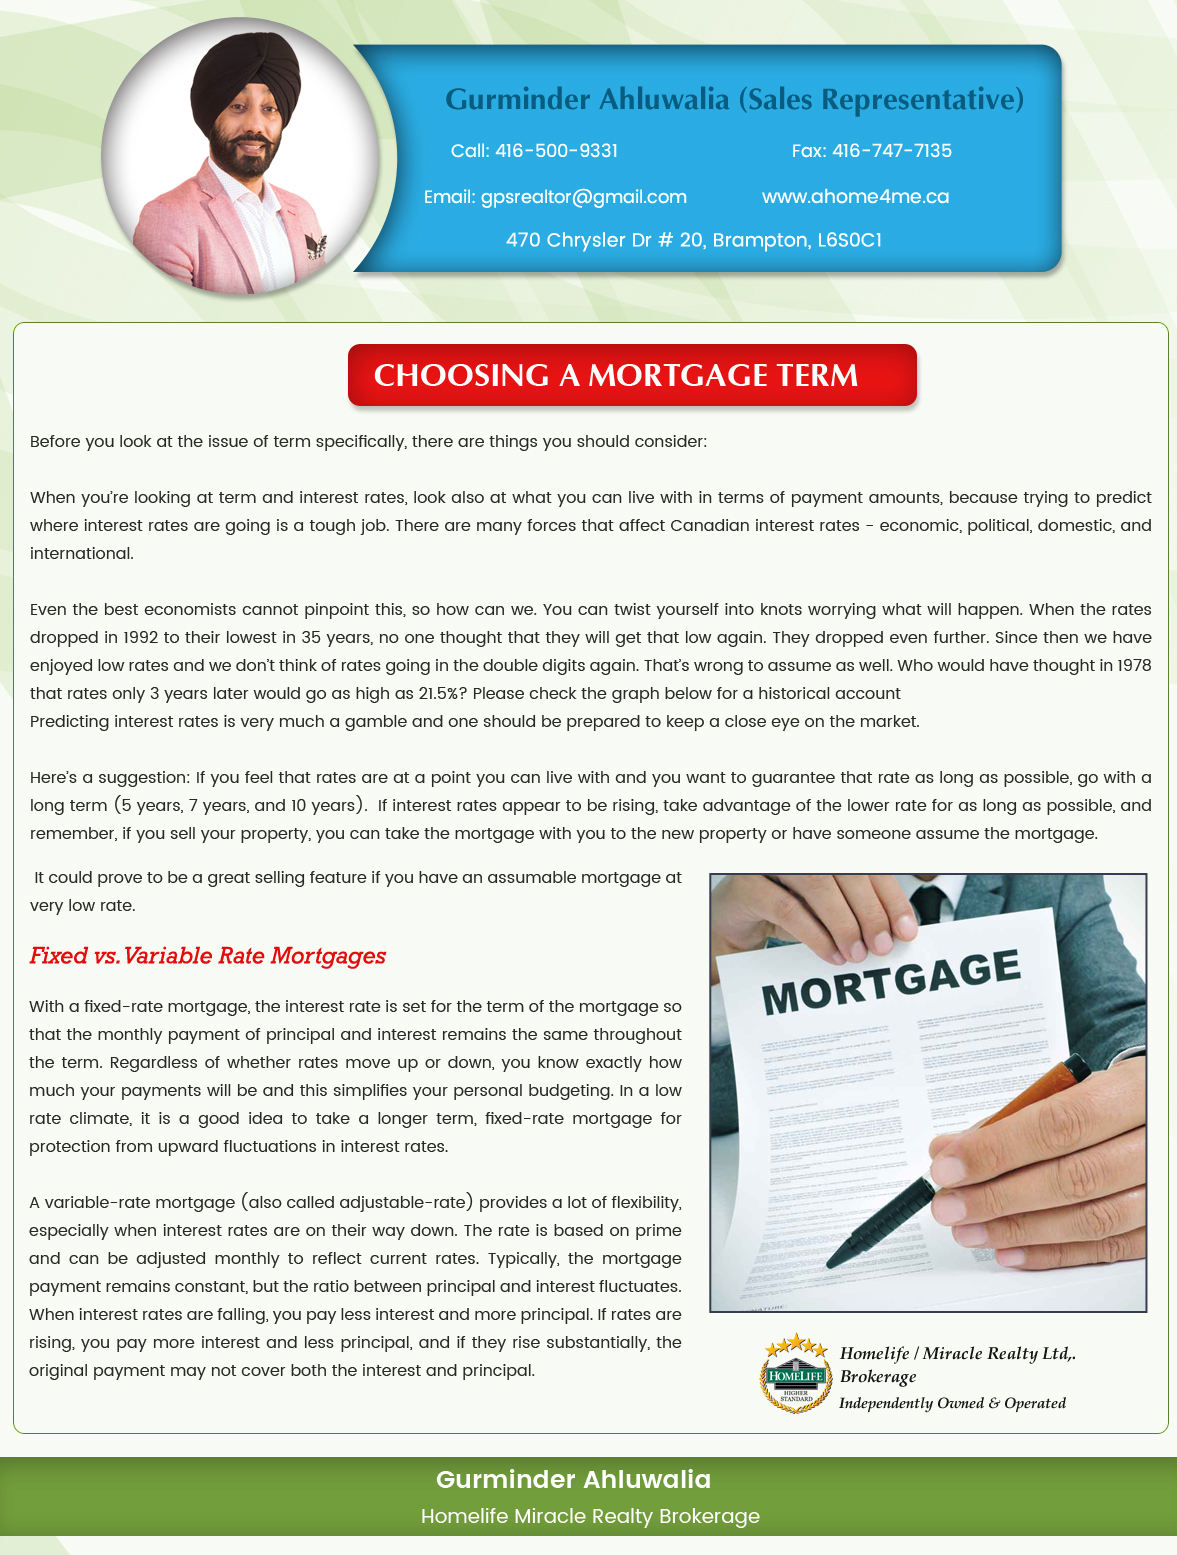 Gurminder Ahluwalia (Sales Representative)
Call: 416-500-9331
Fax: 416-747-7135
Email: gpsrealtor@gmail.com
www.ahome4me.ca
470 Chrysler Dr # 20, Brampton, L6S0C1
CHOOSING A MORTGAGE TERM
Before you look at the issue of term specifically, there are things you should consider:
When you're looking at term and interest rates, look also at what you can live with in terms of payment amounts, because trying to predict
where interest rates are going is a tough job. There are many forces that affect Canadian interest rates - economic, political, domestic, and
international.
Even the best economists cannot pinpoint this, so how can we. You can twist yourself into knots worrying what will happen. When the rates
dropped in 1992 to their lowest in 35 years, no one thought that they will get that low again. They dropped even further. Since then we have
enjoyed low rates and we don't think of rates going in the double digits again. That's wrong to assume as well. Who would have thought in 1978
that rates only 3 years later would go as high as 21.5%? Please check the graph below for a historical account
Predicting interest rates is very much a gamble and one should be prepared to keep a close eye on the market.
Here's a suggestion: If you feel that rates are at a point you can live with and you want to guarantee that rate as long as possible, go with a
long term (5 years, 7 years, and 10 years). If interest rates appear to be rising, take advantage of the lower rate for as long as possible, and
remember, if you sell your property, you can take the mortgage with you to the new property or have someone assume the mortgage.
It could prove to be a great selling feature if you have an assumable mortgage at
very low rate.
Fixed vs. Variable Rate Mortgages
With a fixed-rate mortgage, the interest rate is set for the term of the mortgage so
that the monthly payment of principal and interest remains the same throughout
the term. Regardless of whether rates move up or down, you know exactly how
much your payments will be and this simplifies your personal budgeting. In a low
rate climate, it is a good idea to take a longer term, fixed-rate mortgage for
protection from upward fluctuations in interest rates.
A variable-rate mortgage (also called adjustable-rate) provides a lot of flexibility,
especially when interest rates are on their way down. The rate is based on prime
and can be adjusted monthly to reflect current rates. Typically, the mortgage
payment remains constant, but the ratio between principal and interest fluctuates.
When interest rates are falling, you pay less interest and more principal. If rates are
rising, you pay more interest and less principal, and if they rise substantially, the
original payment may not cover both the interest and principal.
MORTGAGE
HOMELIFE
HIGHER
STANDARD
Homelife / Miracle Realty Ltd,.
Brokerage
Independently Owned & Operated
Gurminder Ahluwalia
Homelife Miracle Realty Brokerage